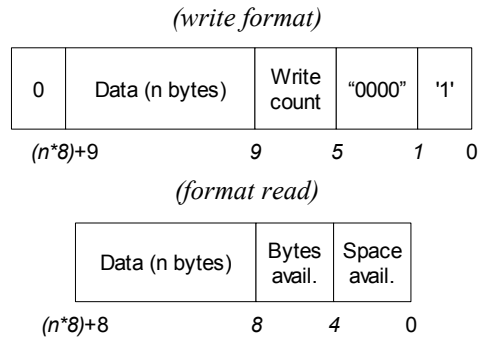 (write format)
0 Data (n bytes) Write count “0000” '1'
(n*8)+9 9 5 1 0
(format read)
Data (n bytes) Bytes avail. Space avail.
(n*8)+8 8 4 0